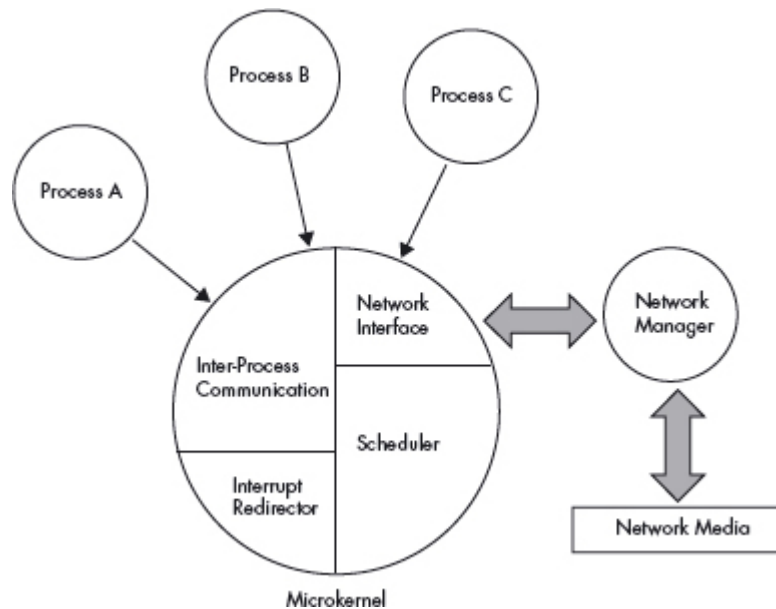 Process B
Process C
Process A
Network
Interface
Network
Manager
Inter-Process
Communication
Scheduler
Interrupt
Redirector
Network Media
Microkernel